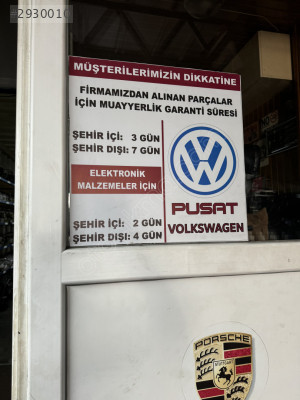 2930010
MÜŞTERİLERİMİZİN DİKKATİNE
FİRMAMIZDAN ALINAN PARÇALAR
İÇİN MUAYYERLİK GARANTİ SÜRESİ
ŞEHİR İÇİ: 3 GÜN
ŞEHİR DIŞI: 7 GÜN
ELEKTRONİK
MALZEMELER İÇİN
ŞEHİR İÇİ: 2 GÜN
ŞEHİR DIŞI: 4 GÜN
VW
PUSAT
VOLKSWAGEN
PORSCHE
STUTTGART